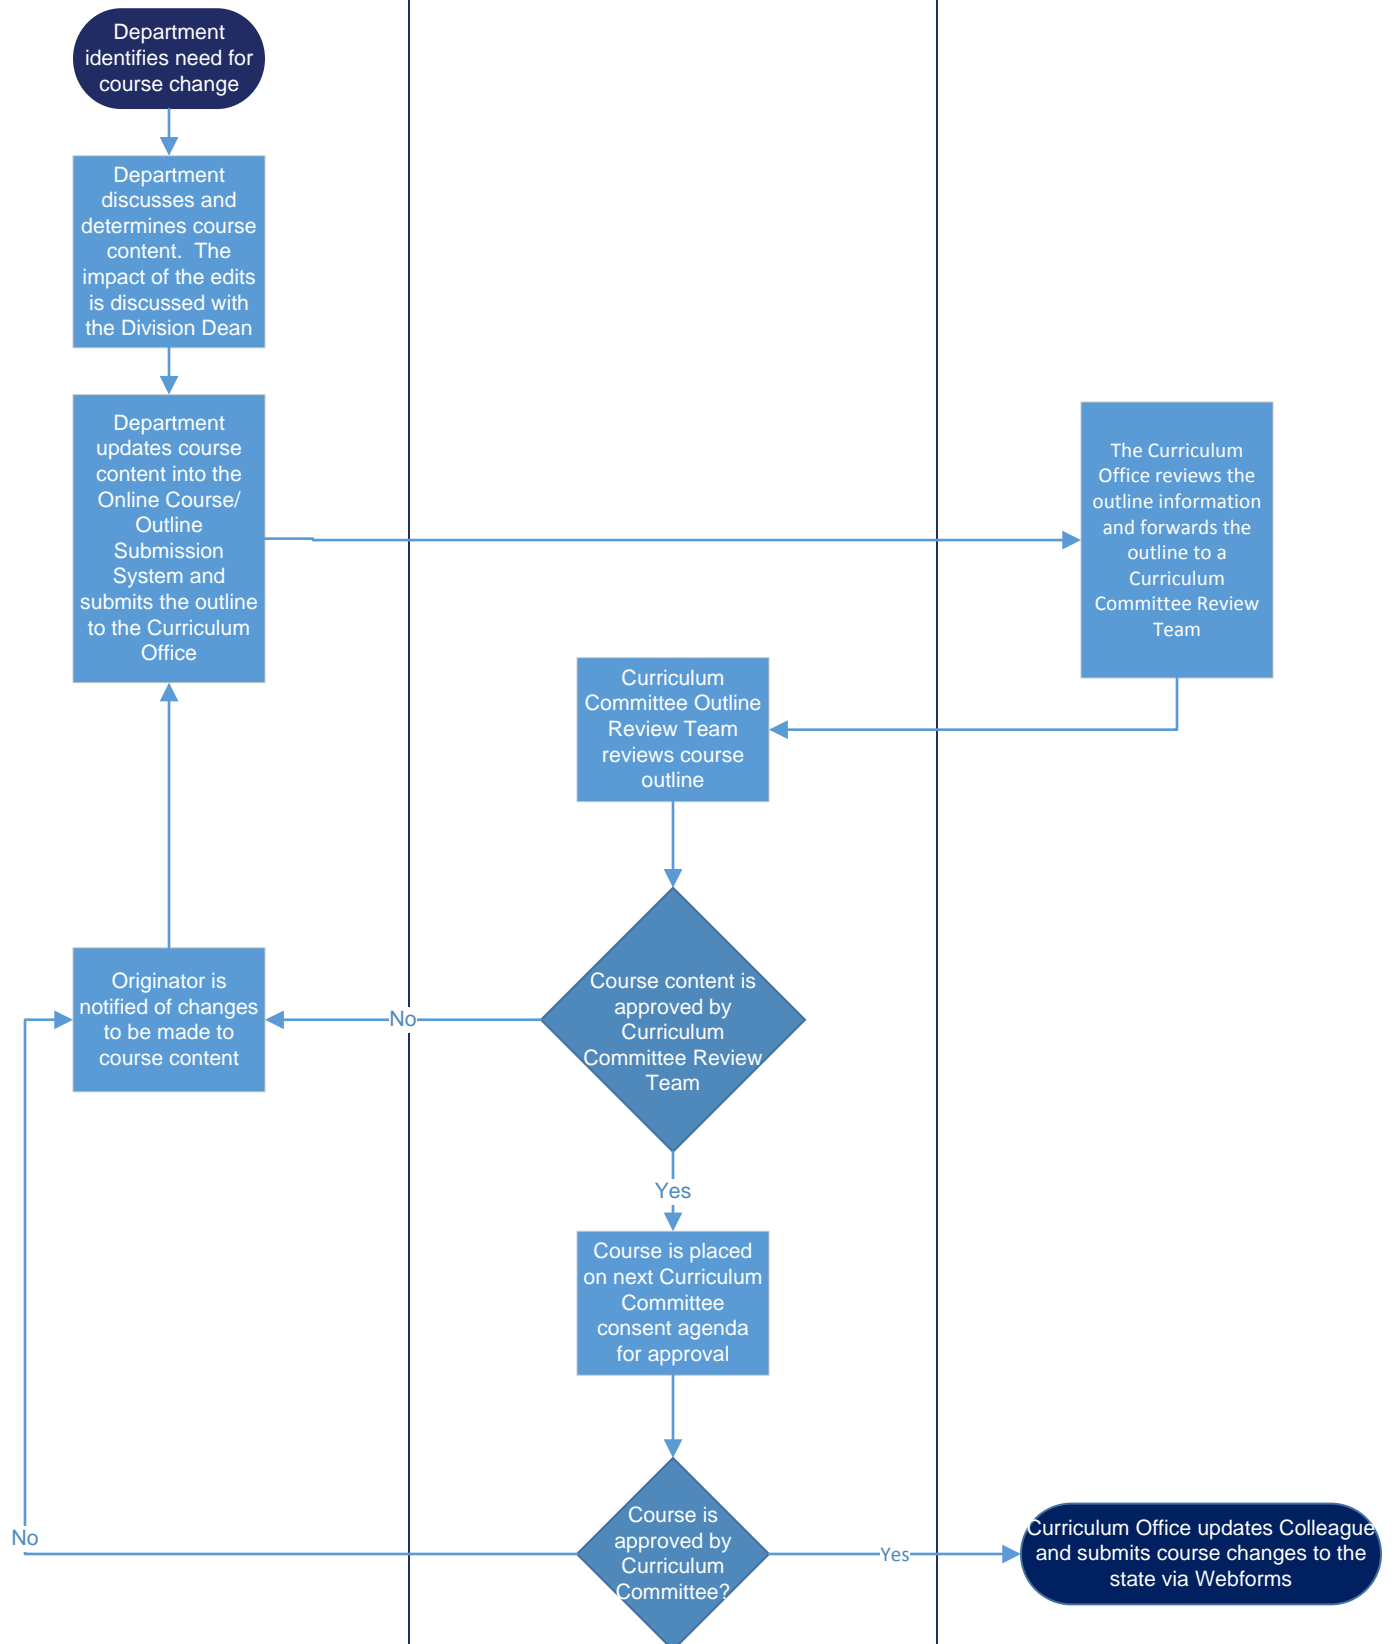 Department
identifies need for
course change
Department
discusses and
determines course
content.  The
impact of the edits
is discussed with
the Division Dean
Department
updates course
content into the
Online Course/
Outline
Submission
System and
submits the outline
to the Curriculum
Office
The Curriculum
Office reviews the
outline information
and forwards the
outline to a
Curriculum
Committee Review
Team
Curriculum
Committee Outline
Review Team
reviews course
outline
Course content is
approved by
Curriculum
Committee Review
Team
No
Originator is
notified of changes
to be made to
course content
Yes
Course is placed
on next Curriculum
Committee
consent agenda
for approval
Course is
approved by
Curriculum
Committee?
No
Yes
Curriculum Office updates Colleague
and submits course changes to the
state via Webforms